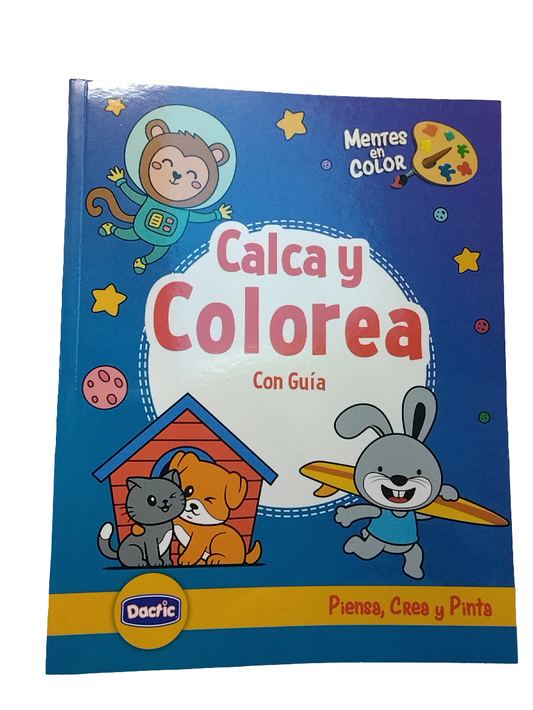 Mentes
en
COLOR
Calca y
Colorea
Con Guía
Dactic
Piensa, Crea y Pinta